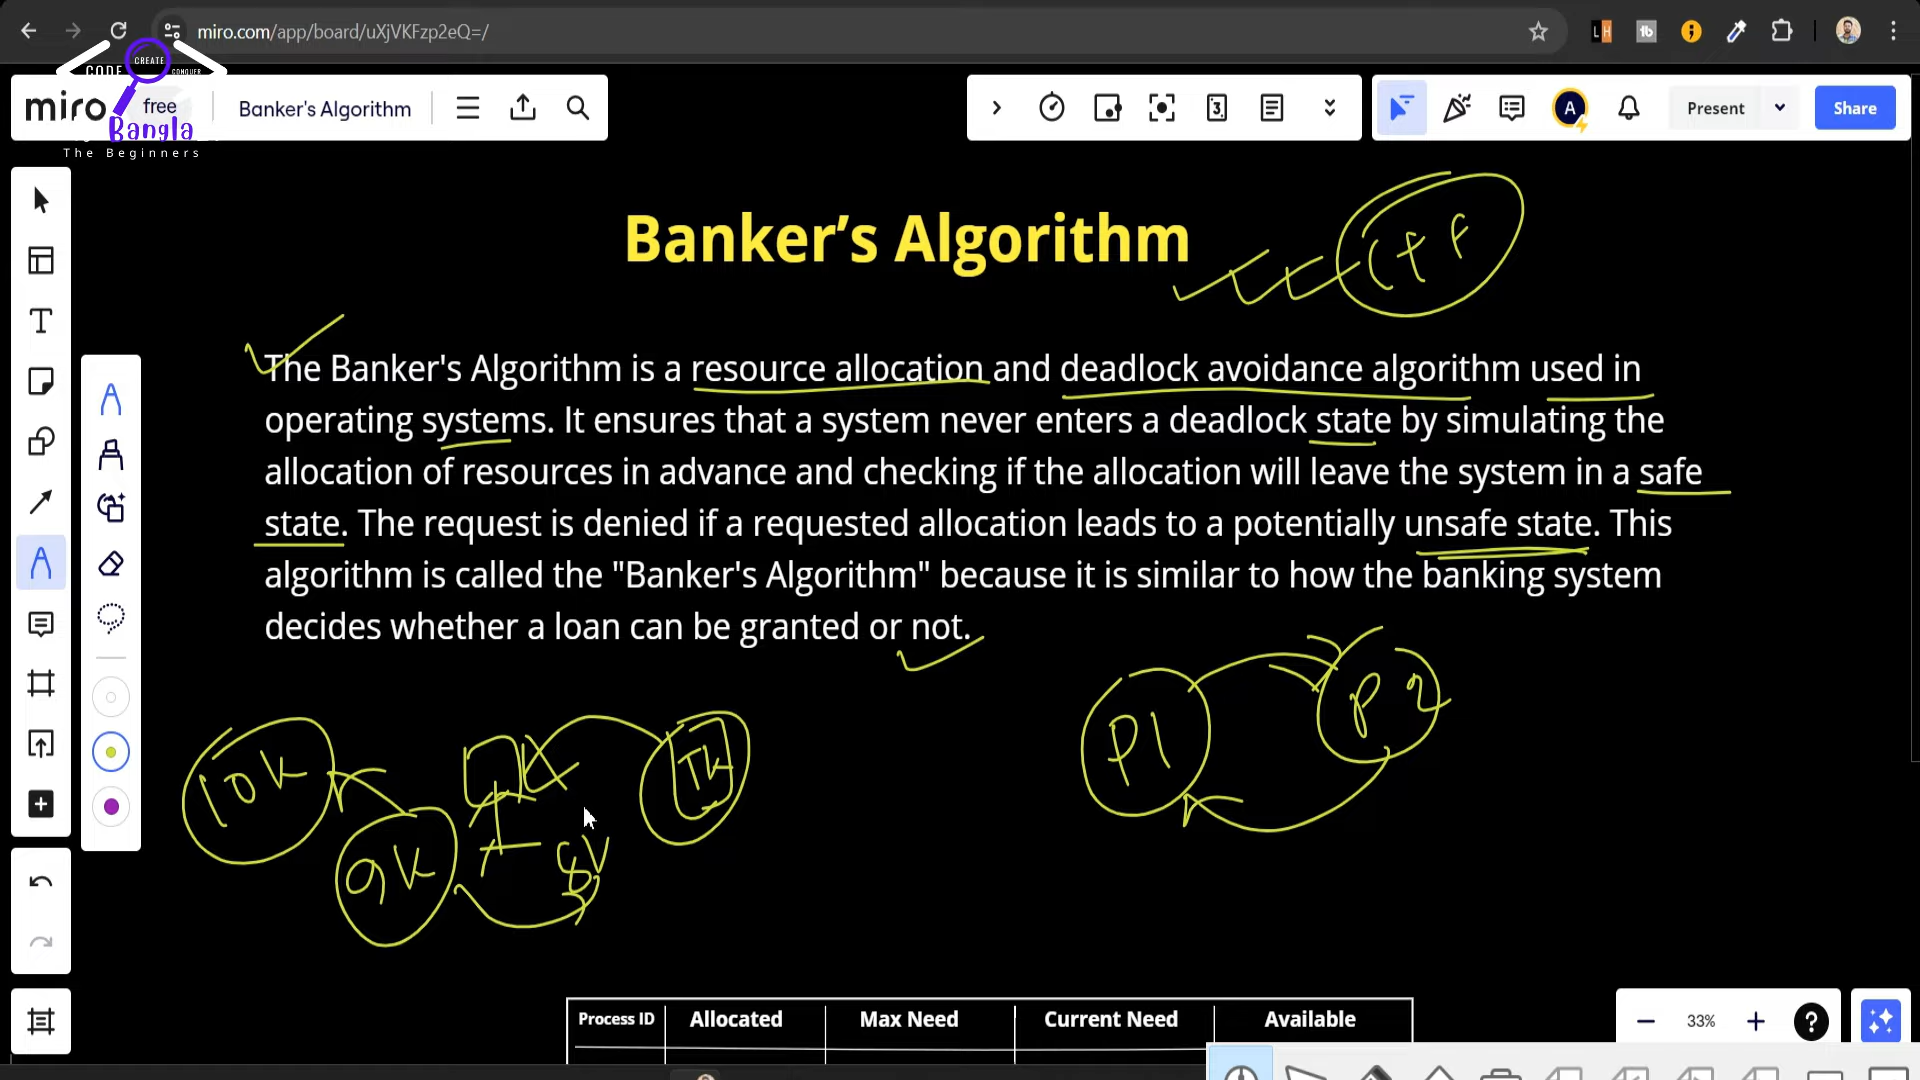 miro.com/app/board/uXjVKFzp2eQ=/
CODE
CREATE
CONQUER
Bangla
The Beginners
miro
free
Banker's Algorithm
A
Present
Share
Banker's Algorithm
The Banker's Algorithm is a resource allocation and deadlock avoidance algorithm used in
operating systems. It ensures that a system never enters a deadlock state by simulating the
allocation of resources in advance and checking if the allocation will leave the system in a safe
state. The request is denied if a requested allocation leads to a potentially unsafe state. This
algorithm is called the "Banker's Algorithm" because it is similar to how the banking system
decides whether a loan can be granted or not.
10K
9K
P1
P2
Process ID Allocated Max Need Current Need Available
33%